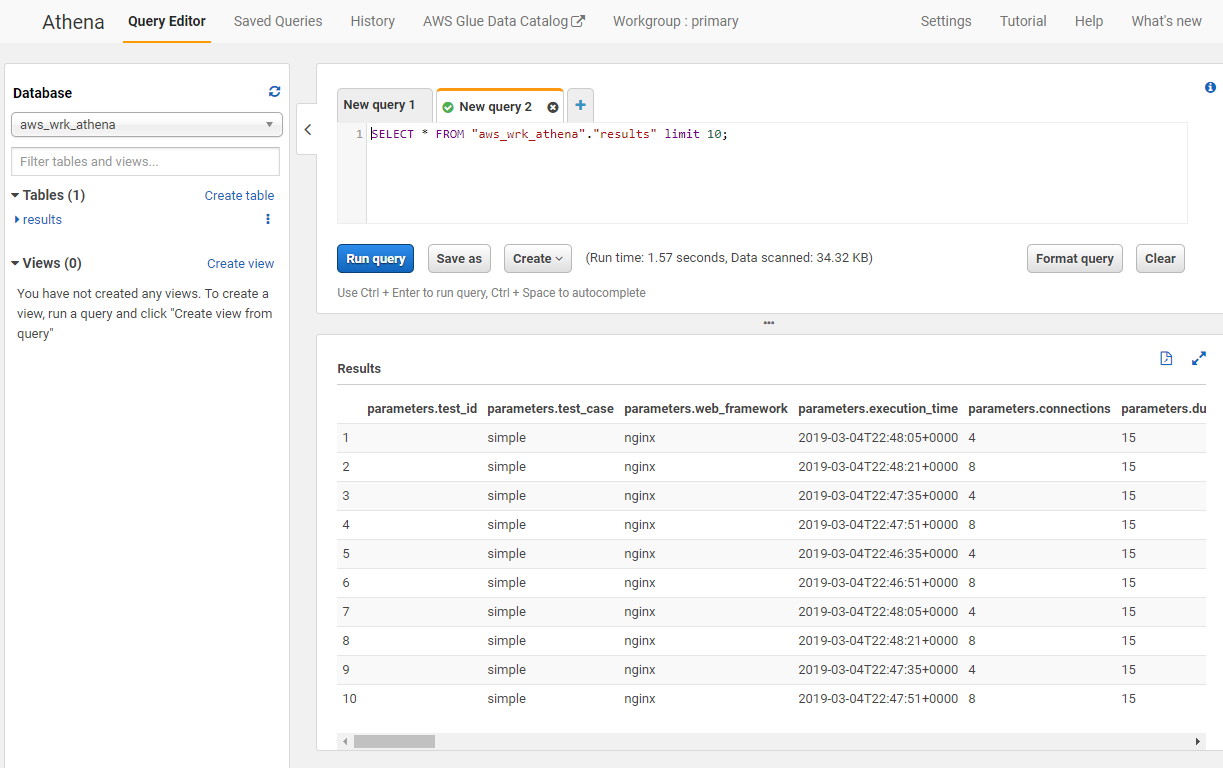 Athena Query Editor Saved Queries History AWS Glue Data Catalog Workgroup : primary Settings Tutorial Help What's new
Database
aws_wrk_athena
Filter tables and views...
Tables (1) Create table
results
Views (0) Create view
You have not created any views. To create a
view, run a query and click "Create view from
query"
New query 1 New query 2 +
1 SELECT * FROM "aws_wrk_athena"."results" limit 10;
Run query Save as Create (Run time: 1.57 seconds, Data scanned: 34.32 KB) Format query Clear
Use Ctrl + Enter to run query, Ctrl + Space to autocomplete
Results
parameters.test_id parameters.test_case parameters.web_framework parameters.execution_time parameters.connections parameters.du
1 simple nginx 2019-03-04T22:48:05+0000 4 15
2 simple nginx 2019-03-04T22:48:21+0000 8 15
3 simple nginx 2019-03-04T22:47:35+0000 4 15
4 simple nginx 2019-03-04T22:47:51+0000 8 15
5 simple nginx 2019-03-04T22:46:35+0000 4 15
6 simple nginx 2019-03-04T22:46:51+0000 8 15
7 simple nginx 2019-03-04T22:48:05+0000 4 15
8 simple nginx 2019-03-04T22:48:21+0000 8 15
9 simple nginx 2019-03-04T22:47:35+0000 4 15
10 simple nginx 2019-03-04T22:47:51+0000 8 15